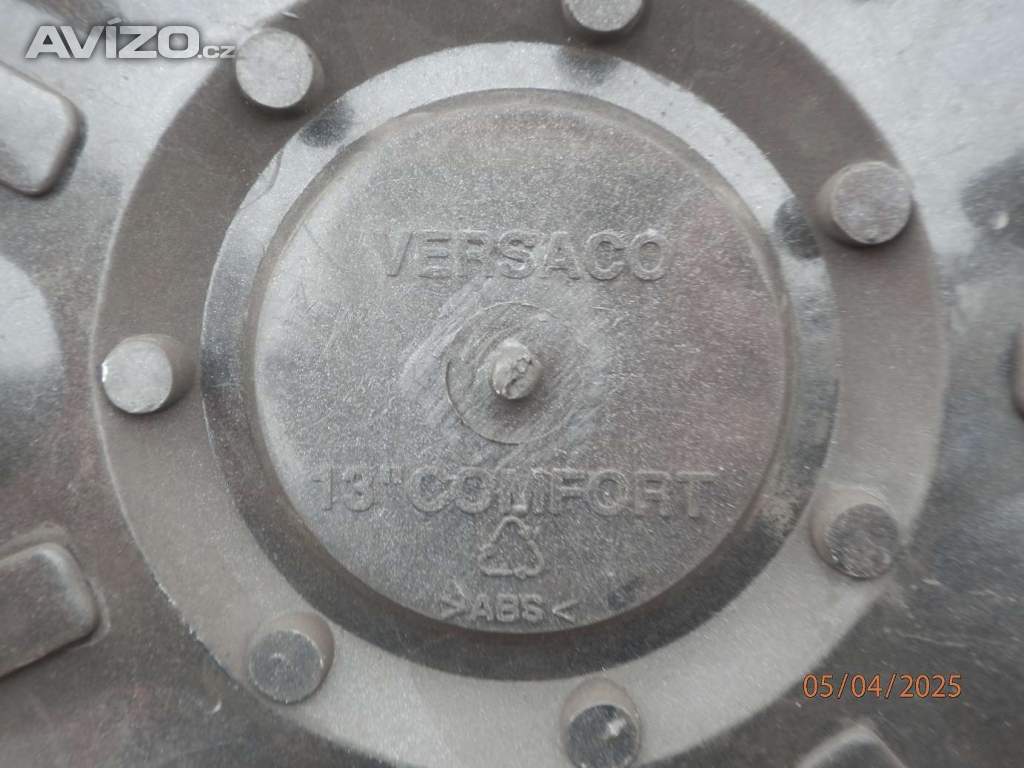 AVÍZO.cz
VERSACO
13" COMFORT
>ABS<
05/04/2025